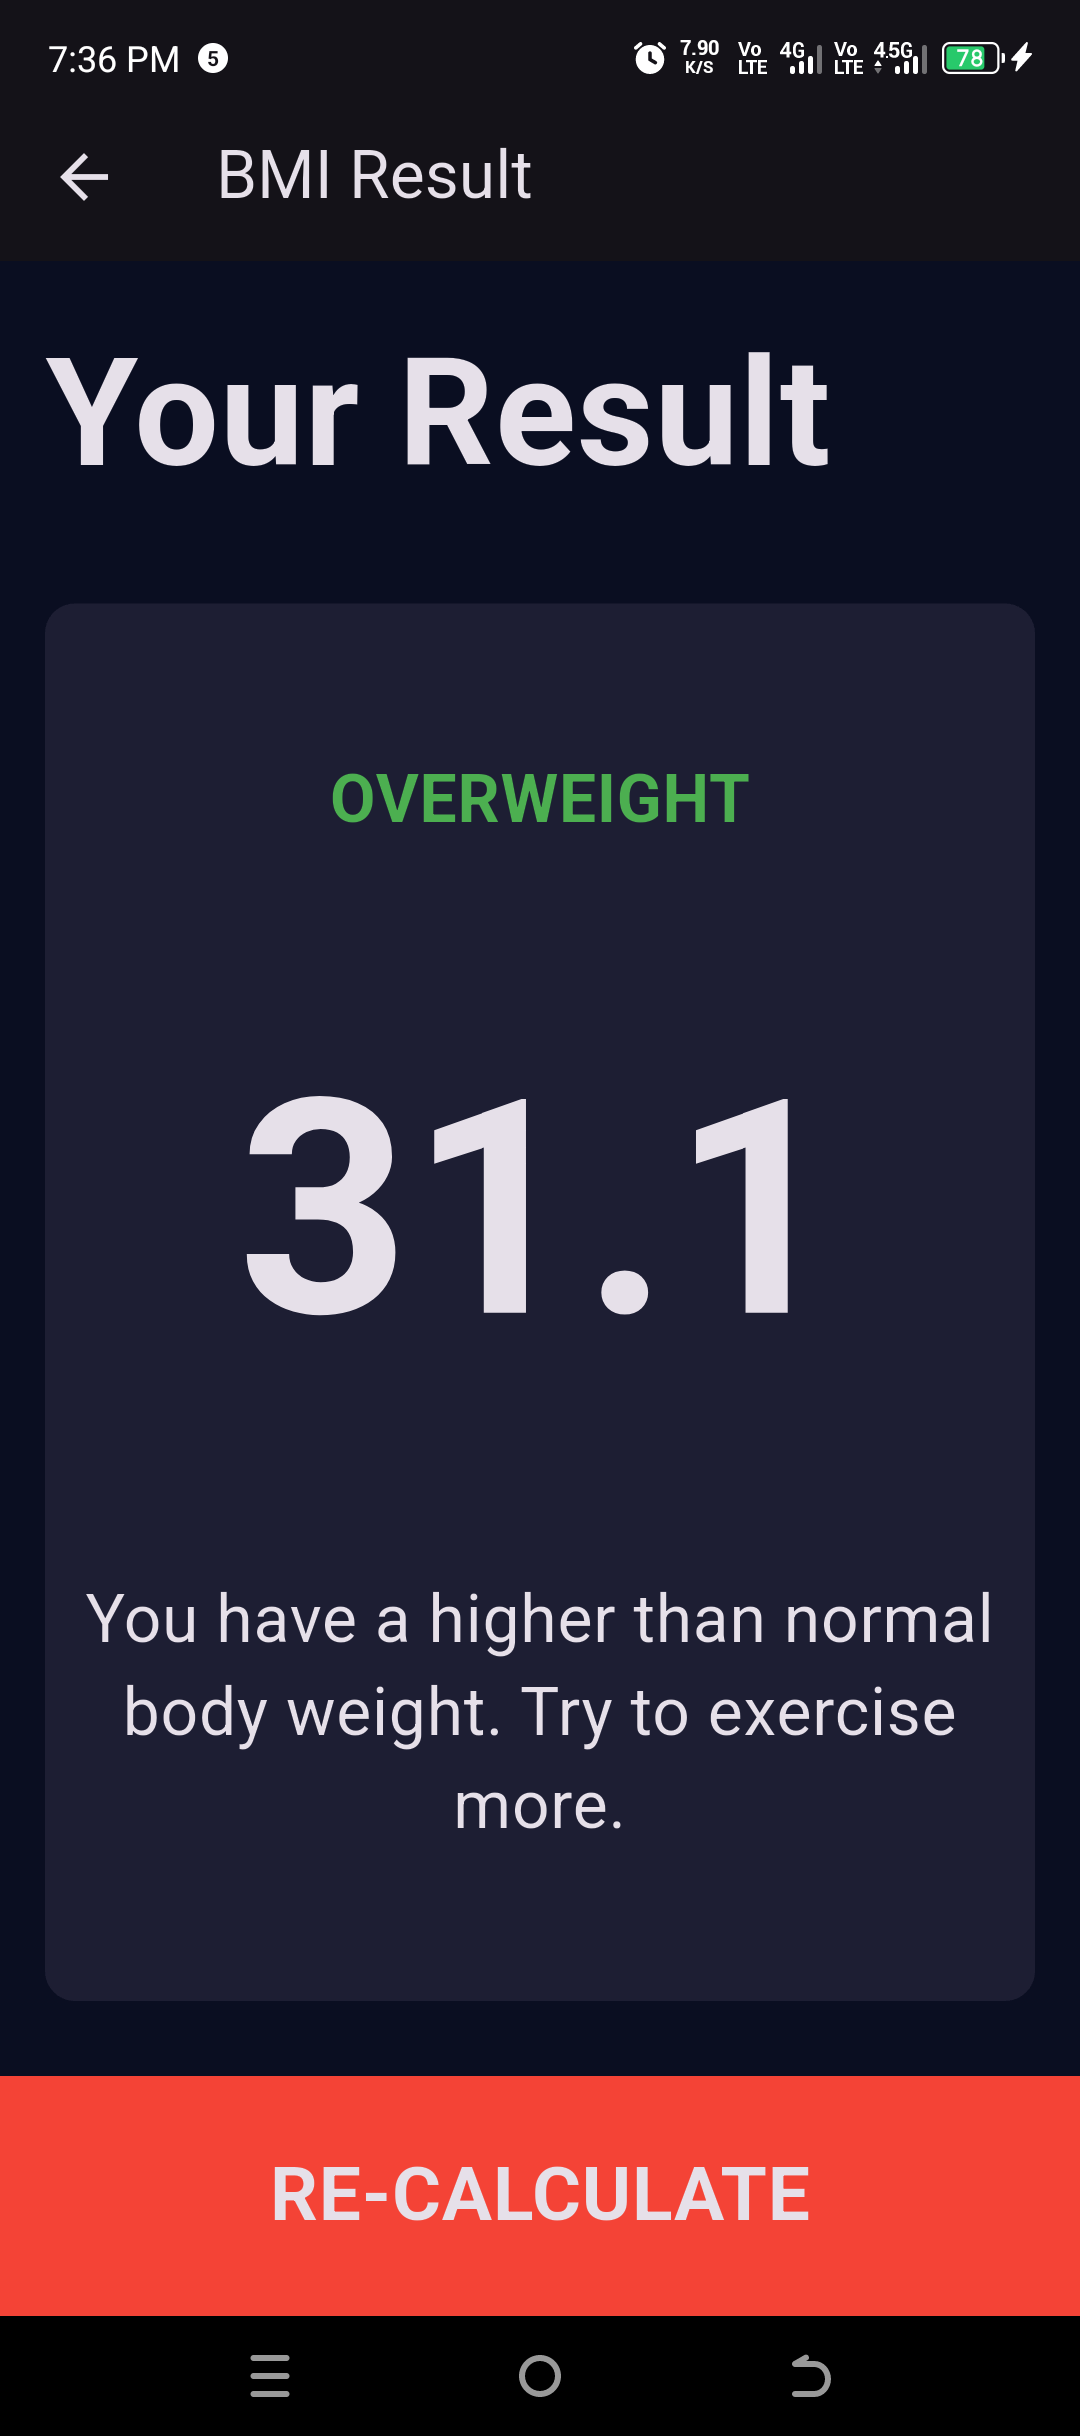 7:36 PM 5 7.90 K/S Vo LTE 4G Vo LTE 4.5G 78
BMI Result
Your Result
OVERWEIGHT
31.1
You have a higher than normal
body weight. Try to exercise
more.
RE-CALCULATE